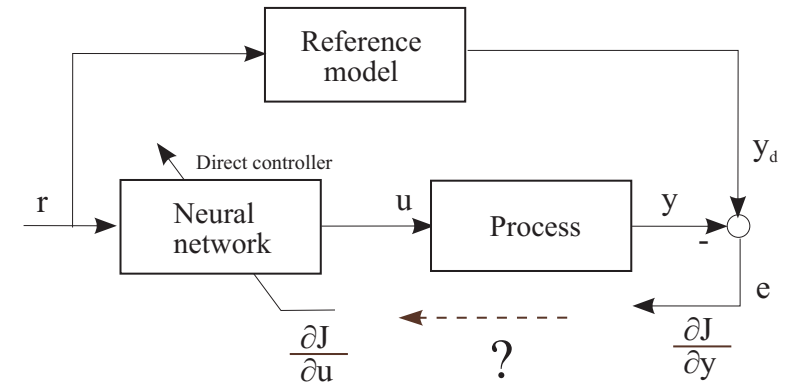 Reference
model
y_d
Direct controller
r
Neural
network
u
Process
y
-
e
∂J
∂u
?
∂J
∂y